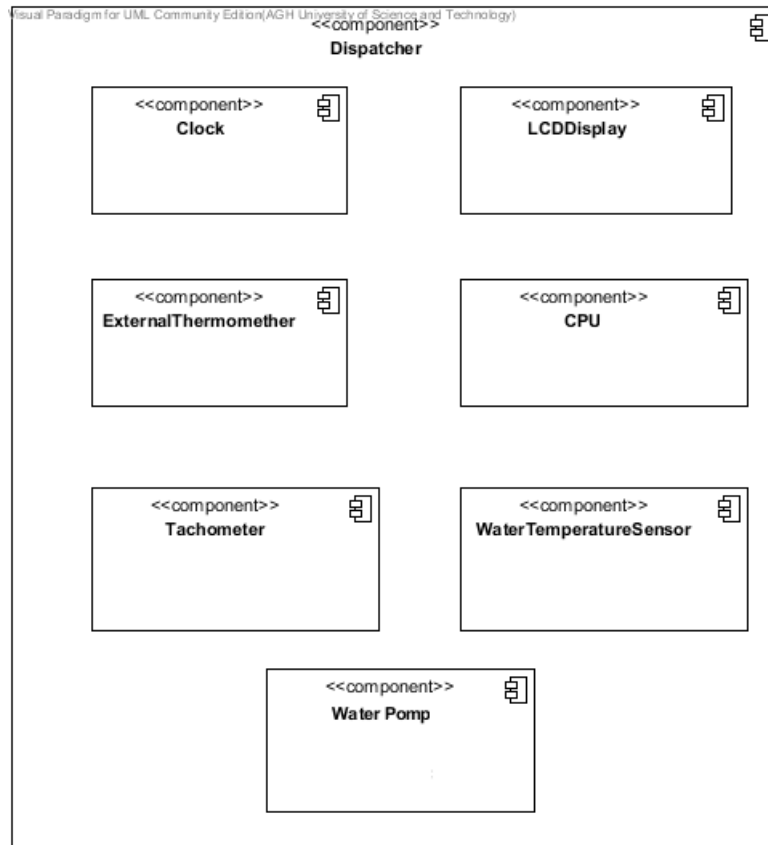 Visual Paradigm for UML Community Edition(AGH University of Science and Technology)
<<component>>
Dispatcher
<<component>>
Clock
<<component>>
LCDDisplay
<<component>>
ExternalThermomether
<<component>>
CPU
<<component>>
Tachometer
<<component>>
WaterTemperatureSensor
<<component>>
Water Pomp